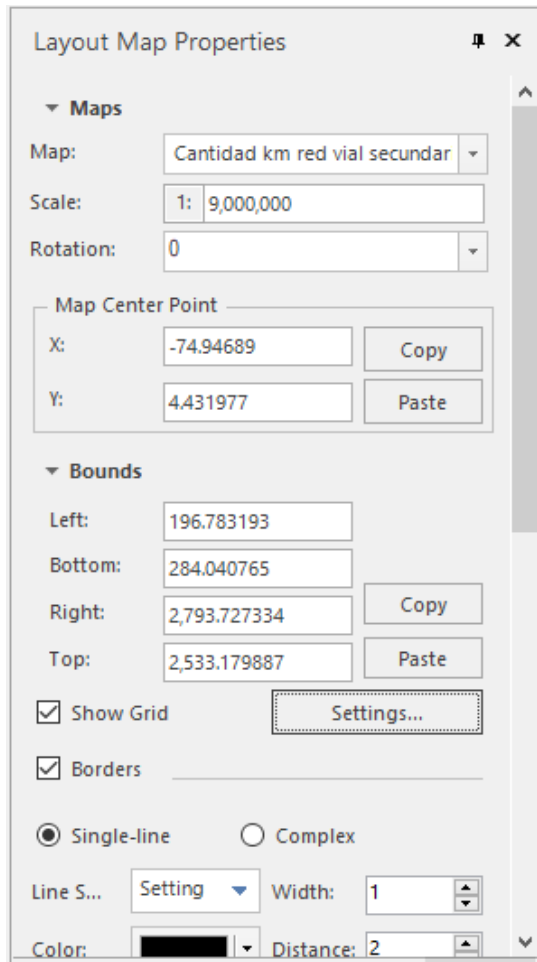 Layout Map Properties
Maps
Map: Cantidad km red vial secundar
Scale: 1: 9,000,000
Rotation: 0
Map Center Point
X: -74.94689 Copy
Y: 4.431977 Paste
Bounds
Left: 196.783193
Bottom: 284.040765
Right: 2,793.727334 Copy
Top: 2,533.179887 Paste
Show Grid Settings...
Borders
Single-line Complex
Line S... Setting Width: 1
Color: Distance: 2